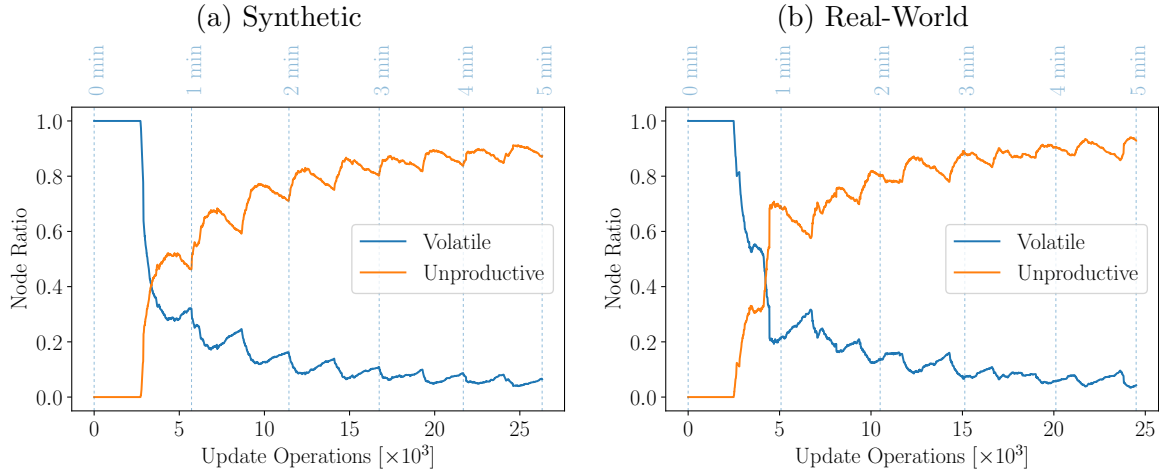 (a) Synthetic
0 min
1 min
2 min
3 min
4 min
5 min
1.0
0.8
0.6
0.4
0.2
0.0
Node Ratio
Volatile
Unproductive
0
5
10
15
20
25
Update Operations [×10³]
(b) Real-World
0 min
1 min
2 min
3 min
4 min
5 min
1.0
0.8
0.6
0.4
0.2
0.0
Node Ratio
Volatile
Unproductive
0
5
10
15
20
25
Update Operations [×10³]